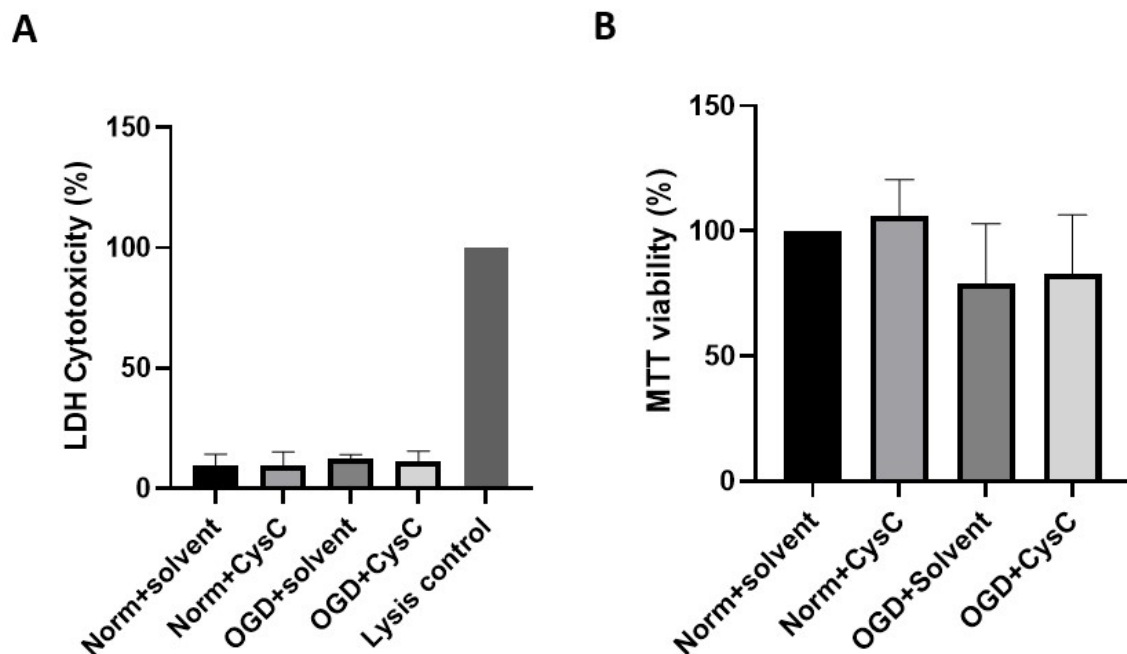 A
B
LDH Cytotoxicity (%)
150
100
50
0
Norm+solvent
Norm+CysC
OGD+solvent
OGD+CysC
Lysis control
MTT viability (%)
150
100
50
0
Norm+solvent
Norm+CysC
OGD+Solvent
OGD+CysC